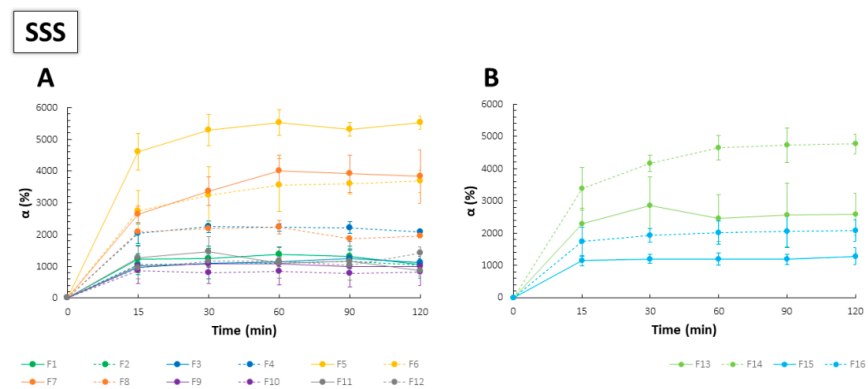 SSS
A
B
α (%)
6000
5000
4000
3000
2000
1000
0
0 15 30 60 90 120
Time (min)
α (%)
6000
5000
4000
3000
2000
1000
0
0 15 30 60 90 120
Time (min)
F1 F2 F3 F4 F5 F6
F7 F8 F9 F10 F11 F12
F13 F14 F15 F16